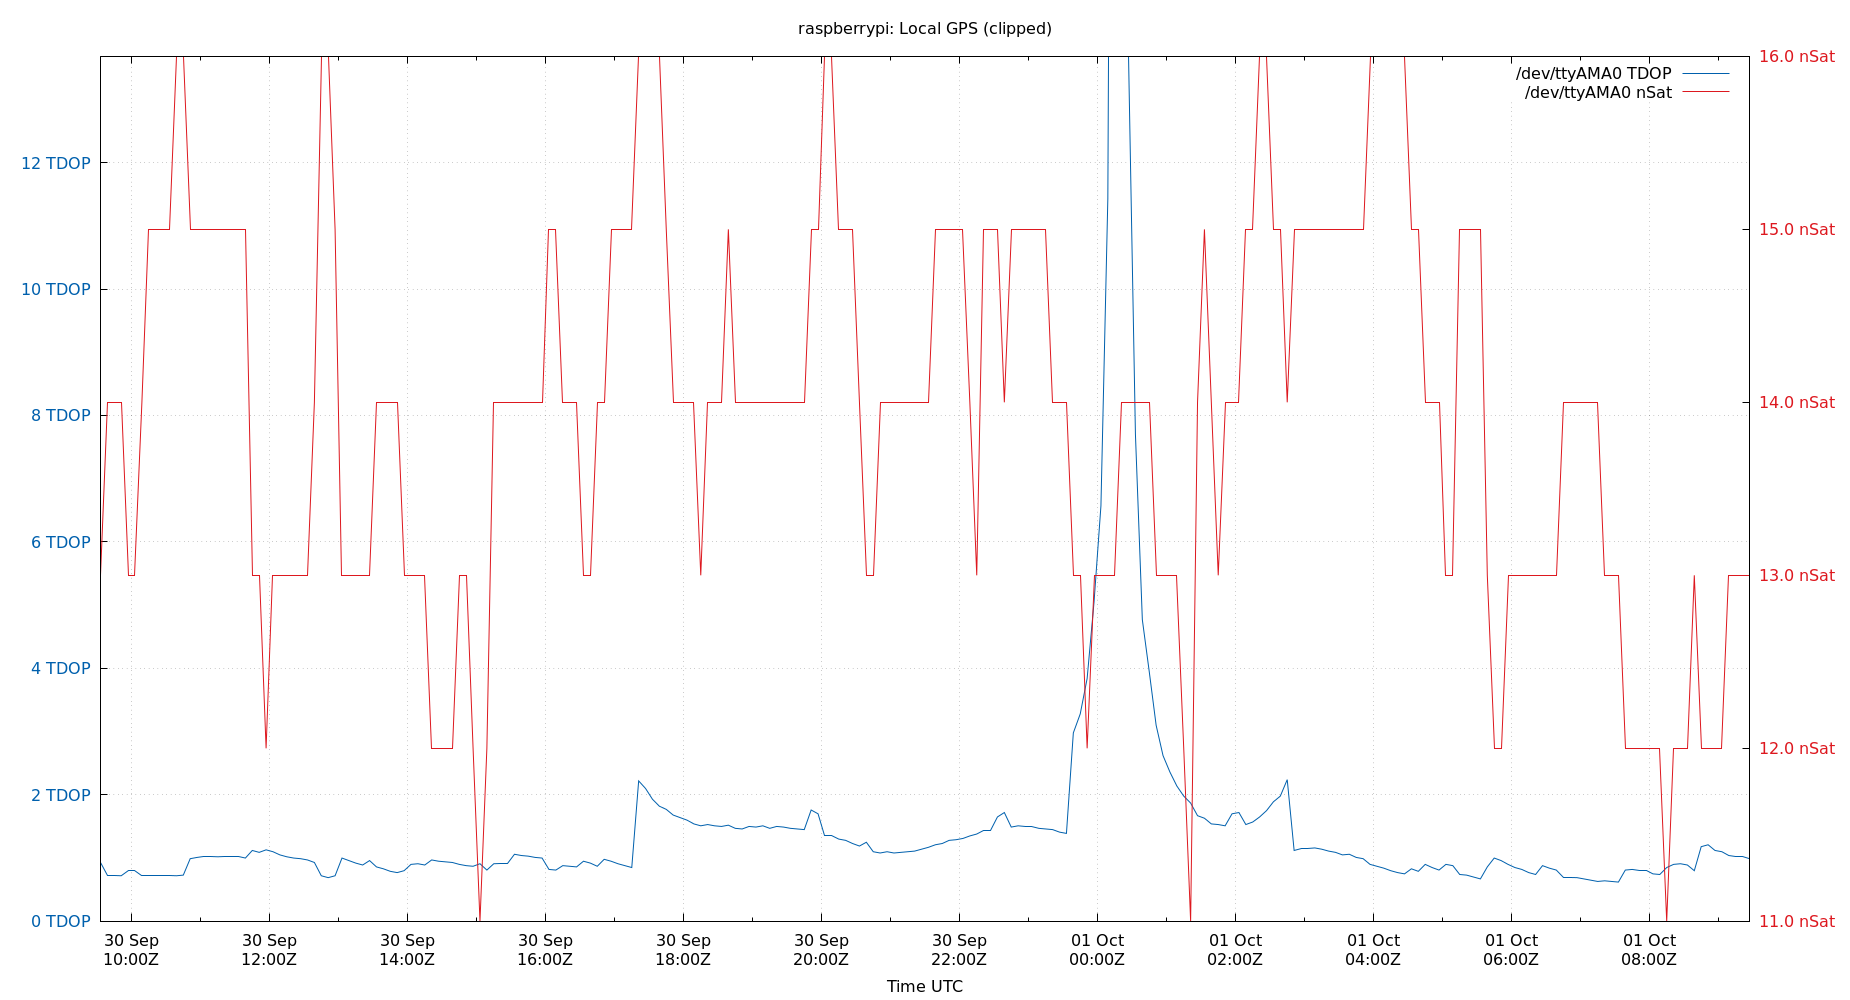 raspberrypi: Local GPS (clipped)
/dev/ttyAMA0 TDOP
/dev/ttyAMA0 nSat
12 TDOP
10 TDOP
8 TDOP
6 TDOP
4 TDOP
2 TDOP
0 TDOP
16.0 nSat
15.0 nSat
14.0 nSat
13.0 nSat
12.0 nSat
11.0 nSat
30 Sep
10:00Z
30 Sep
12:00Z
30 Sep
14:00Z
30 Sep
16:00Z
30 Sep
18:00Z
30 Sep
20:00Z
30 Sep
22:00Z
01 Oct
00:00Z
01 Oct
02:00Z
01 Oct
04:00Z
01 Oct
06:00Z
01 Oct
08:00Z
Time UTC